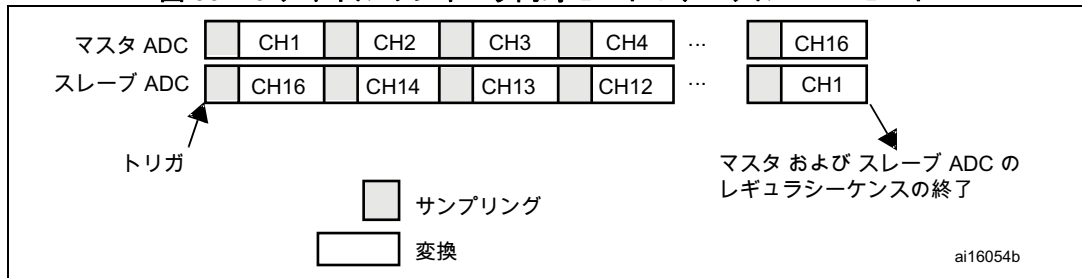 マスタ ADC CH1 CH2 CH3 CH4 ... CH16
スレーブ ADC CH16 CH14 CH13 CH12 ... CH1
トリガ
マスタ および スレーブ ADC の
レギュラシーケンスの終了
サンプリング
変換
ai16054b